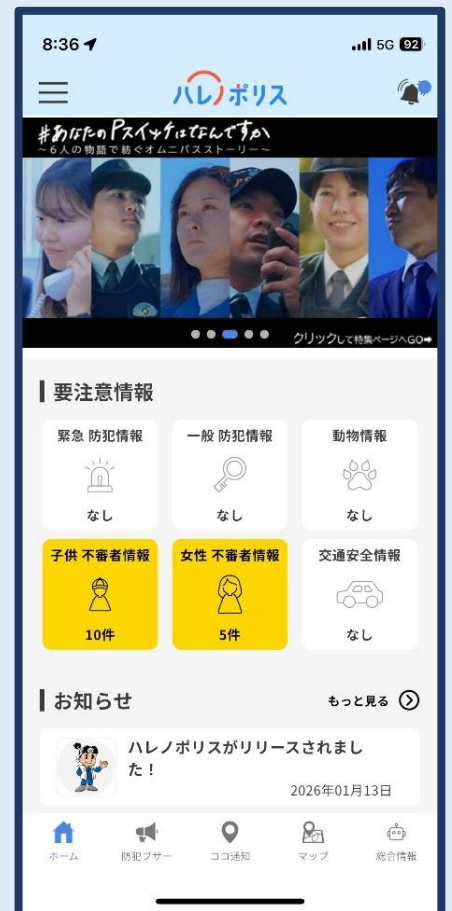 8:36
5G 92
ハレノポリス
#あなたのPスイッチはなんですか
~6人の物語で紡ぐオムニバスストーリー~
クリックして特集ページへGO➡
要注意情報
緊急 防犯情報
一般 防犯情報
動物情報
なし
なし
なし
子供 不審者情報
女性 不審者情報
交通安全情報
10件
5件
なし
お知らせ
もっと見る
ハレノポリスがリリースされまし
た!
2026年01月13日
ホーム
防犯ブザー
ココ通知
マップ
総合情報